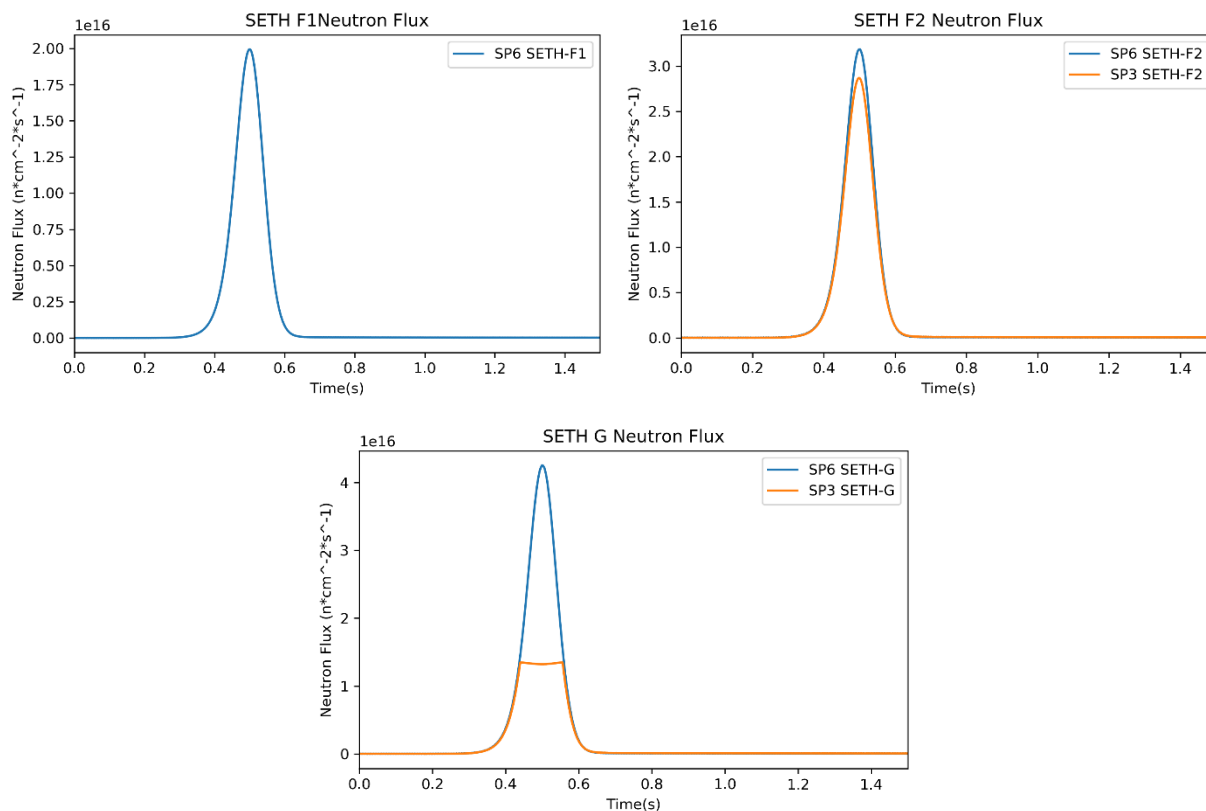 SETH F1Neutron Flux
1e16
Neutron Flux (n*cm^-2*s^-1)
2.00
1.75
1.50
1.25
1.00
0.75
0.50
0.25
0.00
SP6 SETH-F1
0.0 0.2 0.4 0.6 0.8 1.0 1.2 1.4
Time(s)
SETH F2 Neutron Flux
1e16
Neutron Flux (n*cm^-2*s^-1)
3.0
2.5
2.0
1.5
1.0
0.5
0.0
SP6 SETH-F2
SP3 SETH-F2
0.0 0.2 0.4 0.6 0.8 1.0 1.2 1.4
Time(s)
SETH G Neutron Flux
1e16
Neutron Flux (n*cm^-2*s^-1)
4
3
2
1
0
SP6 SETH-G
SP3 SETH-G
0.0 0.2 0.4 0.6 0.8 1.0 1.2 1.4
Time(s)